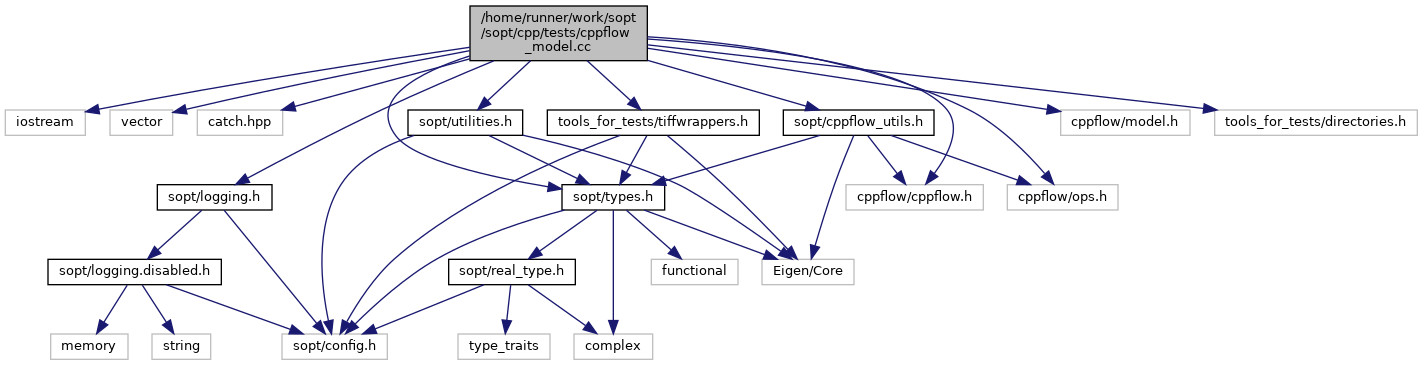 /home/runner/work/sopt
/sopt/cpp/tests/cppflow
_model.cc
iostream
vector
catch.hpp
sopt/utilities.h
tools_for_tests/tiffwrappers.h
sopt/cppflow_utils.h
cppflow/model.h
tools_for_tests/directories.h
sopt/logging.h
sopt/types.h
cppflow/cppflow.h
cppflow/ops.h
sopt/logging.disabled.h
sopt/real_type.h
functional
Eigen/Core
memory
string
sopt/config.h
type_traits
complex